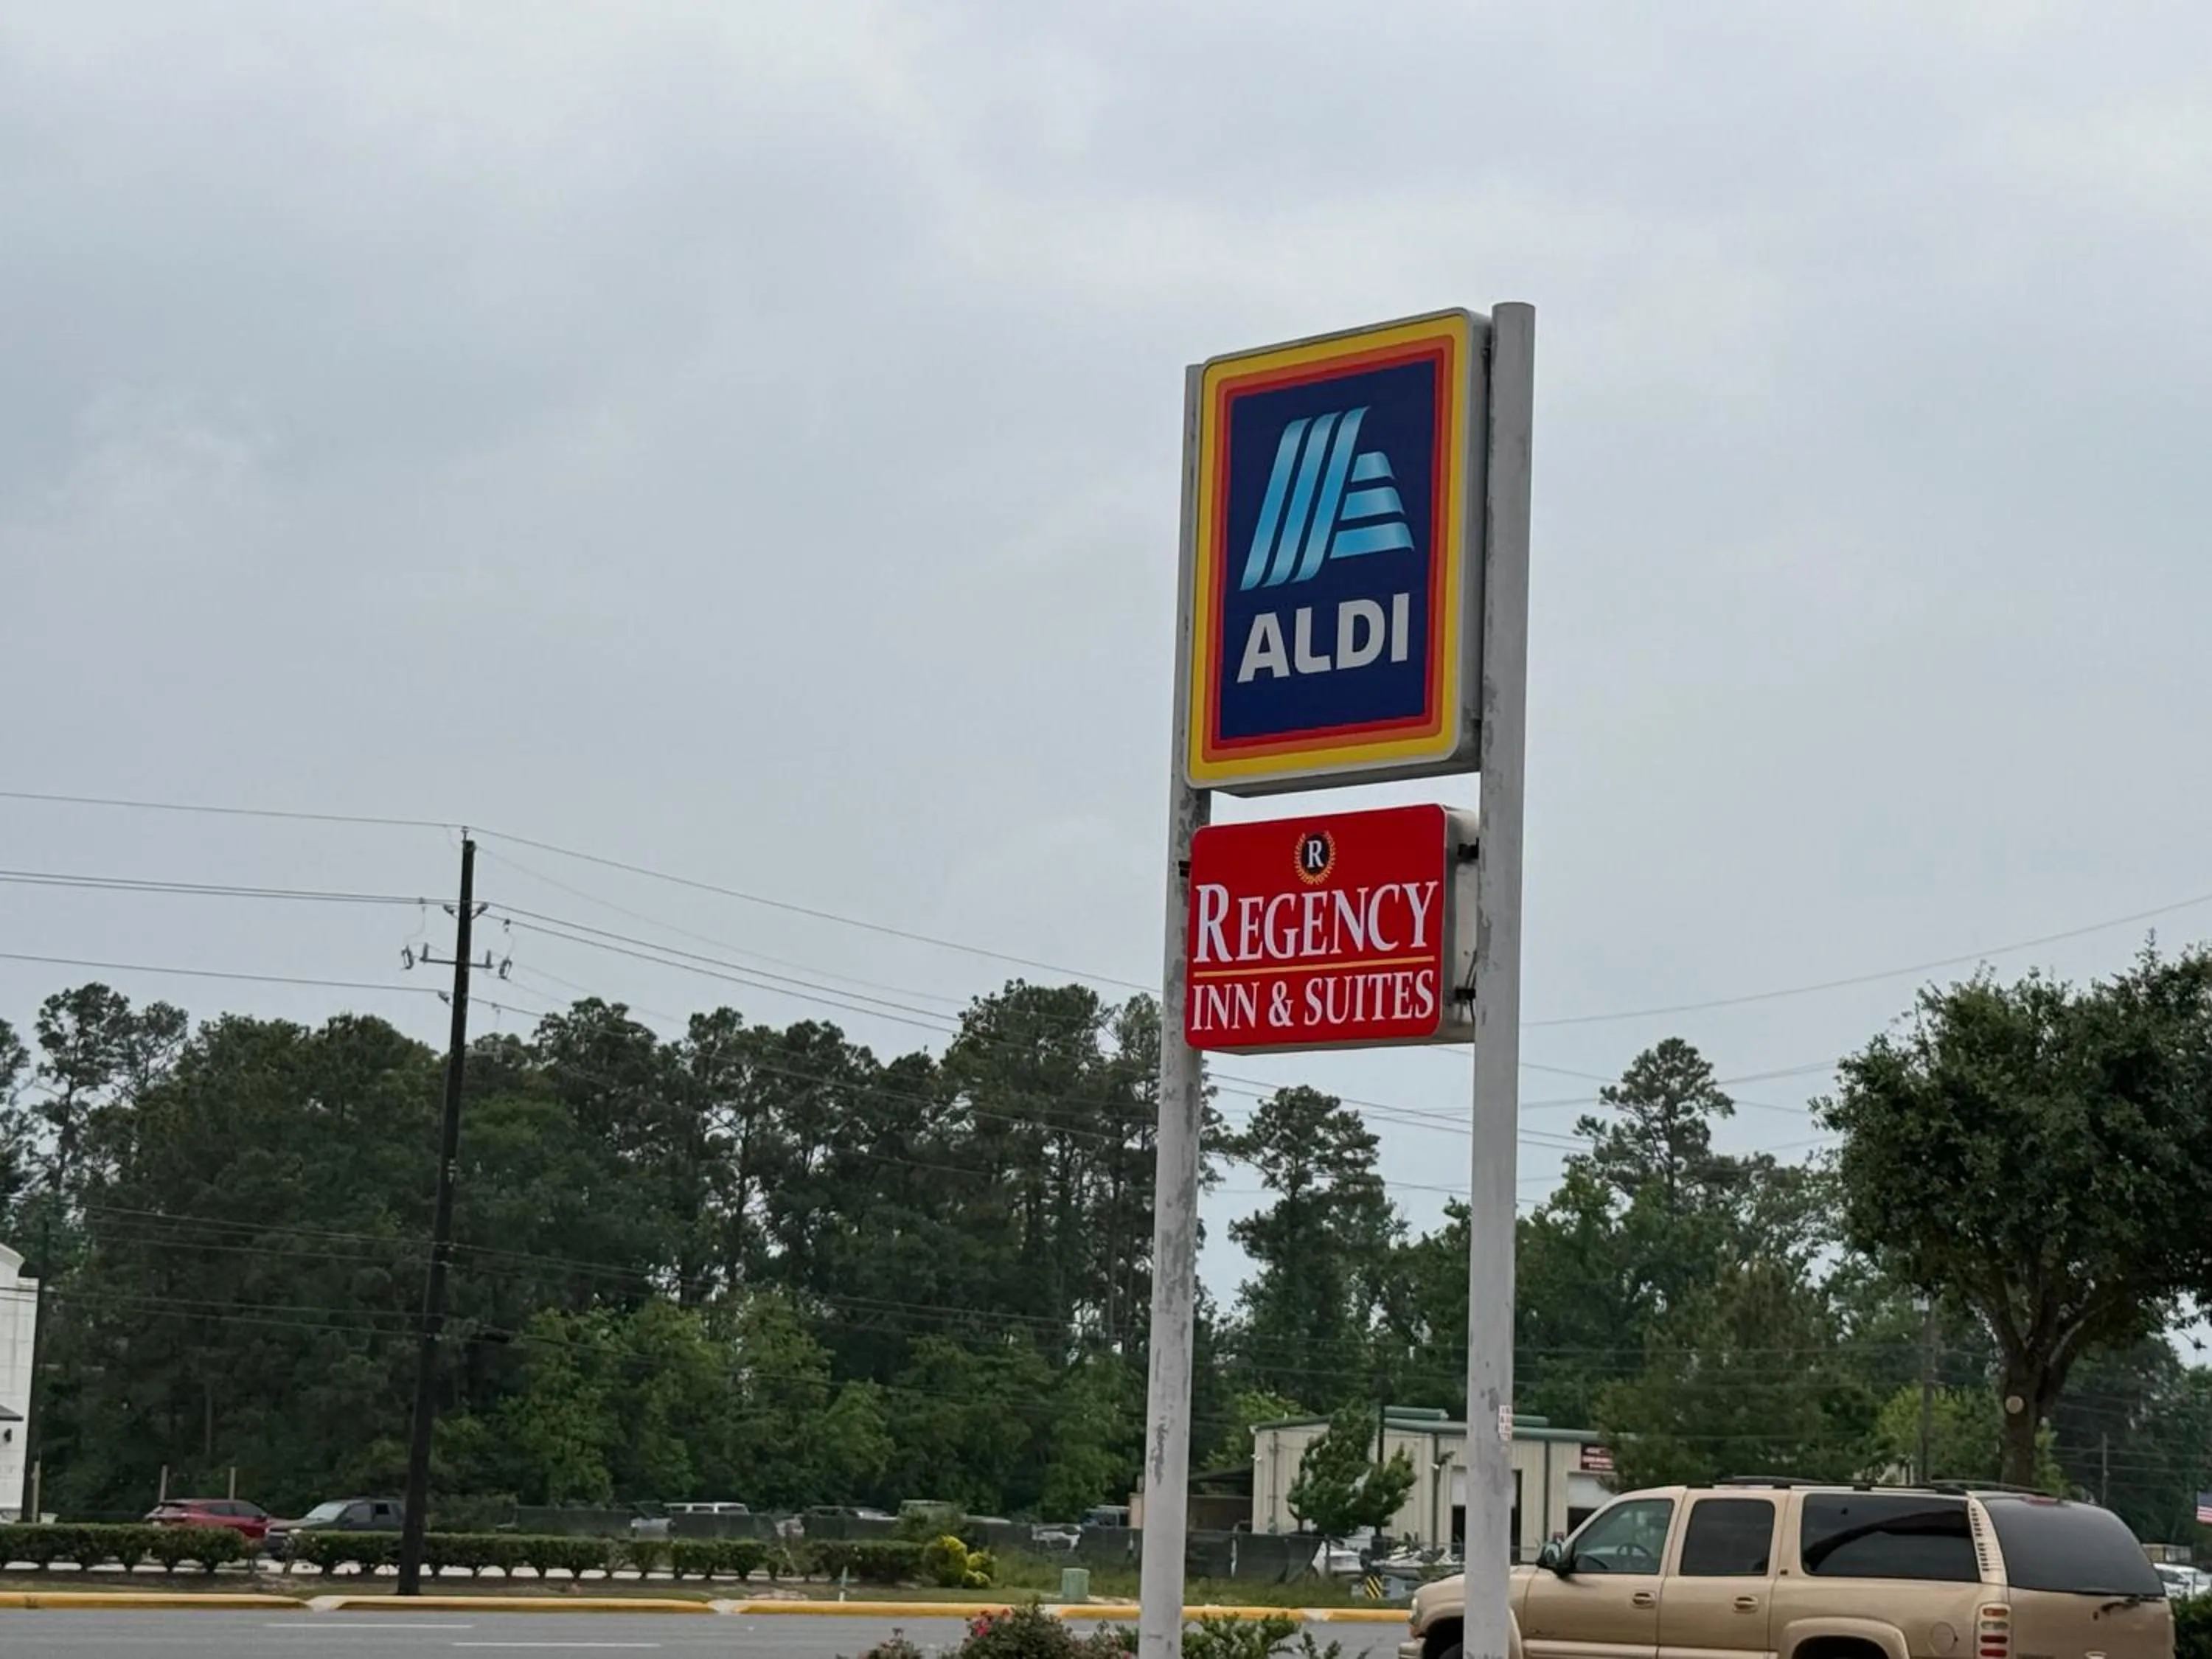 ALDI
R
REGENCY
INN & SUITES